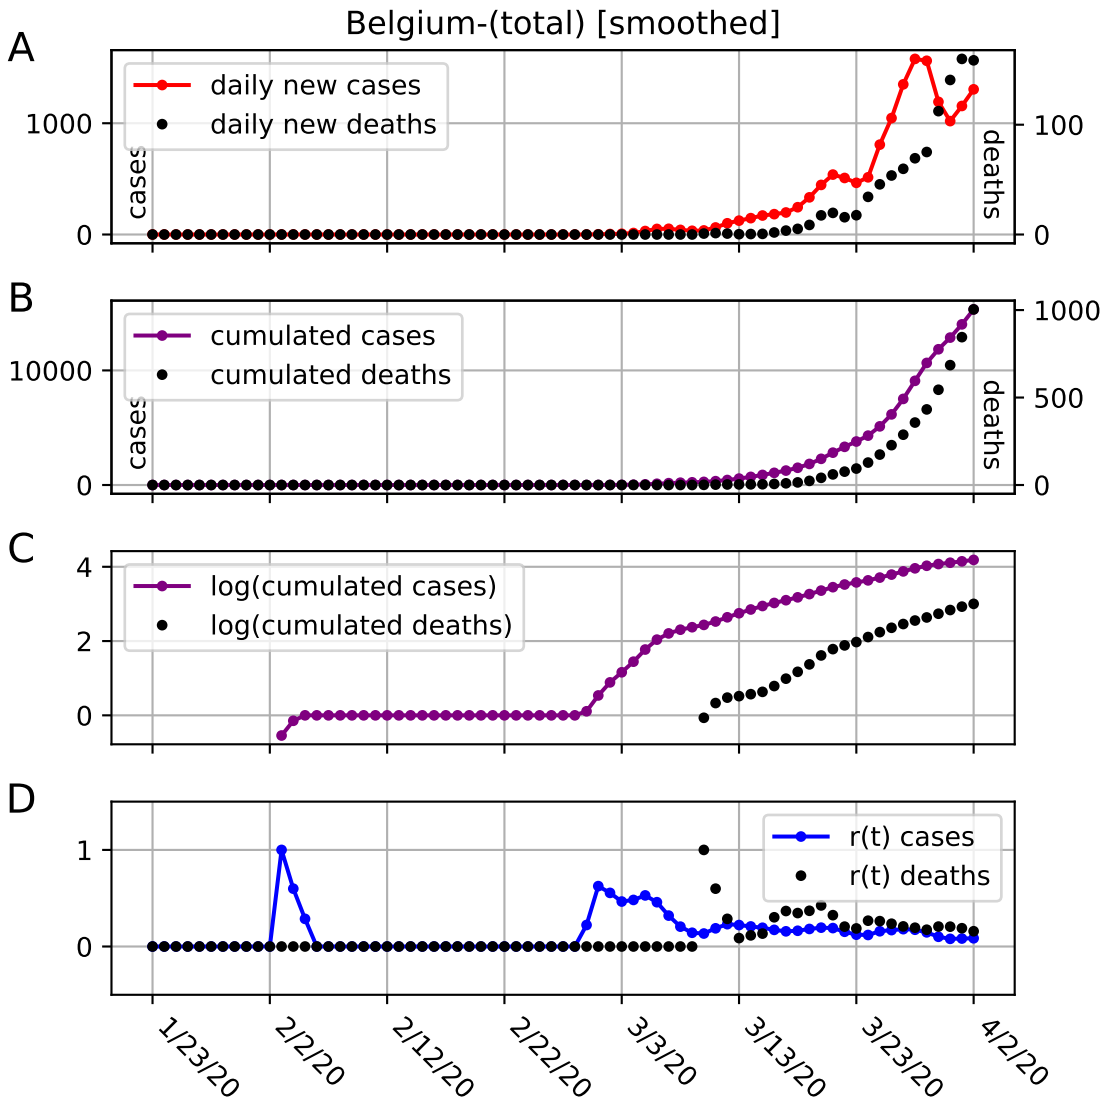 Belgium-(total) [smoothed]
A
daily new cases
daily new deaths
1000
0
cases
100
0
deaths
B
cumulated cases
cumulated deaths
10000
0
cases
1000
500
0
deaths
C
log(cumulated cases)
log(cumulated deaths)
4
2
0
D
r(t) cases
r(t) deaths
1
0
1/23/20
2/2/20
2/12/20
2/22/20
3/3/20
3/13/20
3/23/20
4/2/20